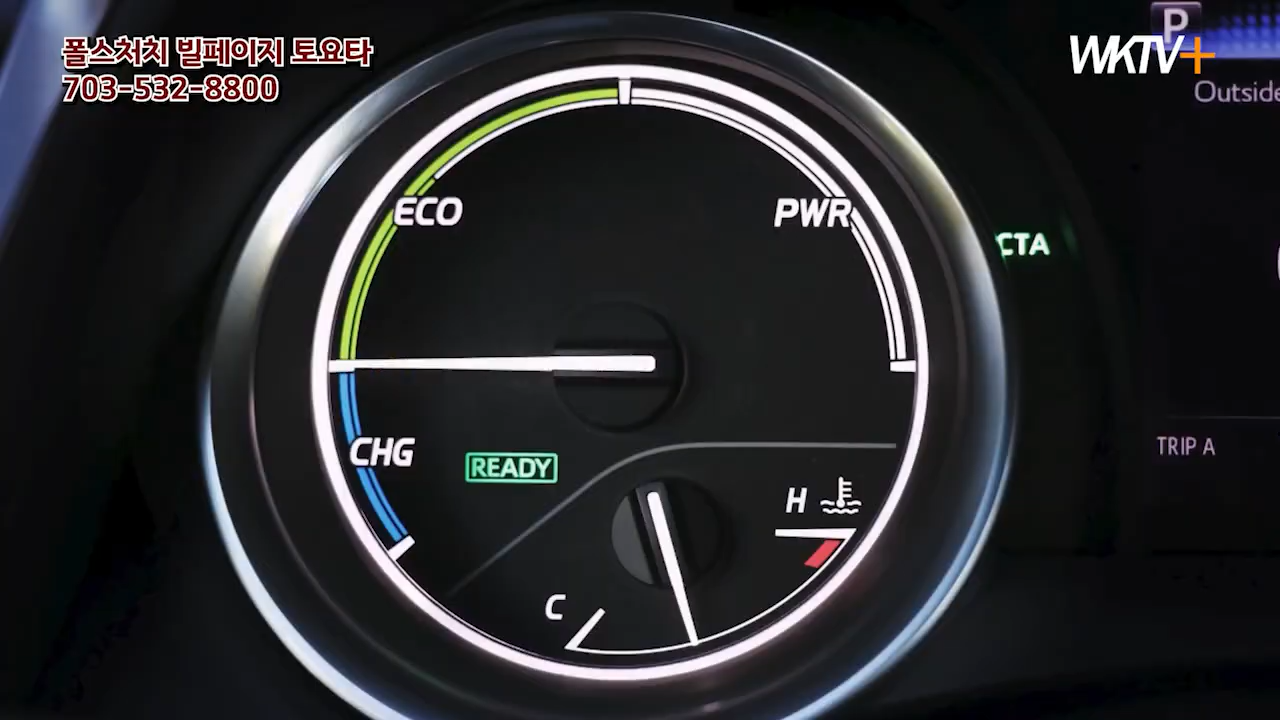 폴스처치 빌페이지 토요타
703-532-8800
WKTV+
P
Outside
ECO
PWR
CTA
CHG
READY
TRIP A
H
C